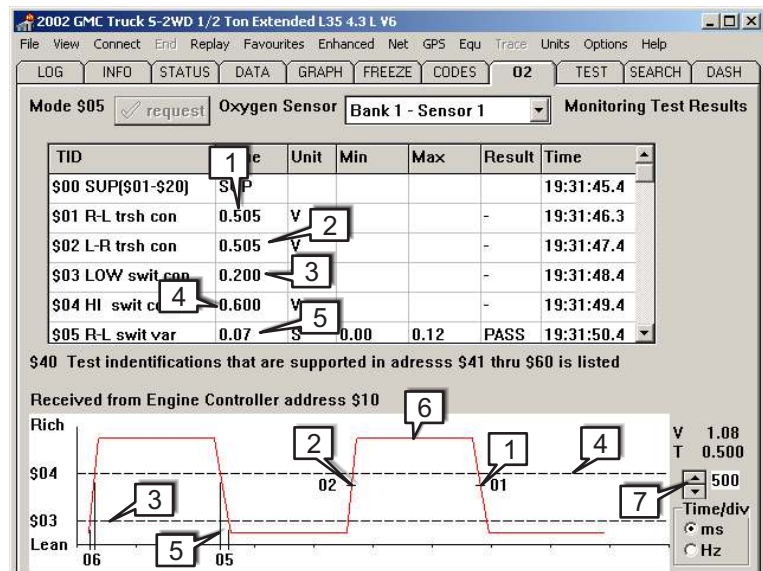 2002 GMC Truck S-2WD 1/2 Ton Extended L35 4.3 L V6
File View Connect End Replay Favourites Enhanced Net GPS Equ Trace Units Options Help
LOG INFO STATUS DATA GRAPH FREEZE CODES O2 TEST SEARCH DASH
Mode $05 request Oxygen Sensor Bank 1 - Sensor 1 Monitoring Test Results
TID Unit Min Max Result Time
1
$00 SUP($01-$20) 19:31:45.4
$01 R-L trsh con 0.505 V - 19:31:46.3
2
$02 L-R trsh con 0.505 V - 19:31:47.4
$03 LOW swit con 0.200 3 - 19:31:48.4
$04 HI swit 4 0.600 V - 19:31:49.4
5
$05 R-L swit var 0.07 S 0.00 0.12 PASS 19:31:50.4
$40 Test indentifications that are supported in adresss $41 thru $60 is listed
Received from Engine Controller address $10
6
Rich
V 1.08
2 1 4
T 0.500
$04
02 01
500
3 7
Time/div
$03
ms
5
Lean
Hz
06 05